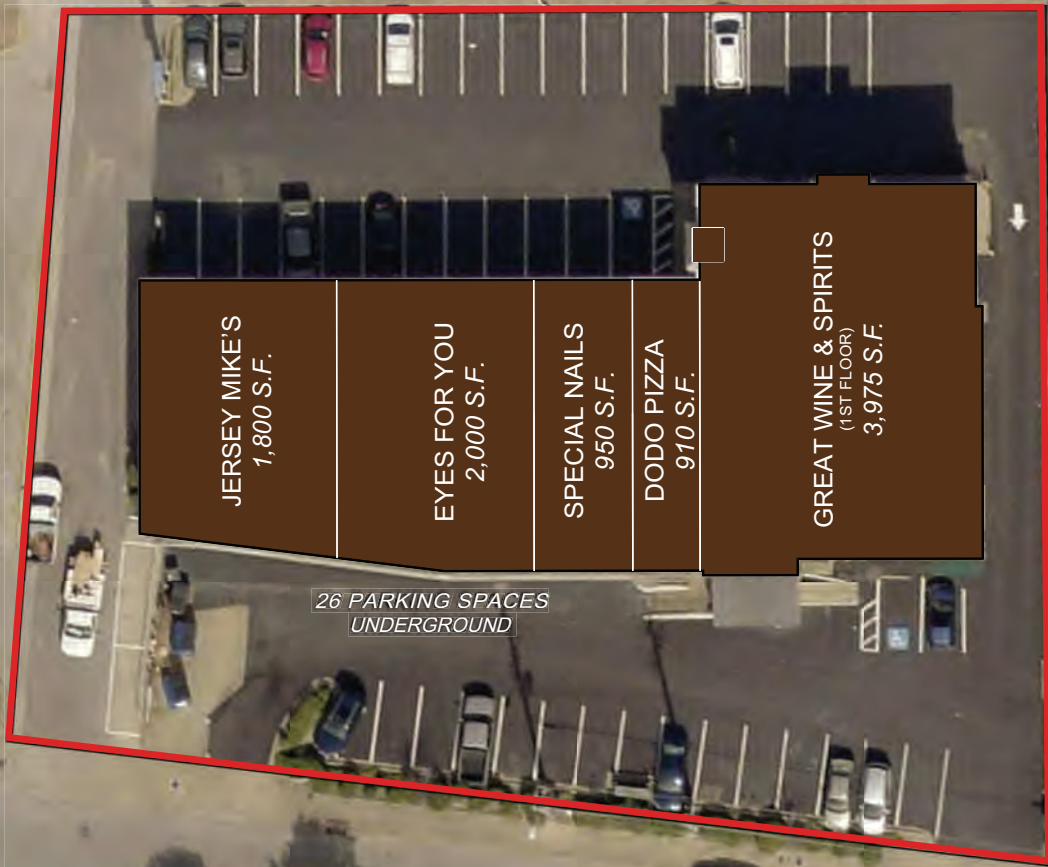 JERSEY MIKE'S
1,800 S.F.
EYES FOR YOU
2,000 S.F.
SPECIAL NAILS
950 S.F.
DODO PIZZA
910 S.F.
GREAT WINE & SPIRITS
(1ST FLOOR)
3,975 S.F.
26 PARKING SPACES
UNDERGROUND